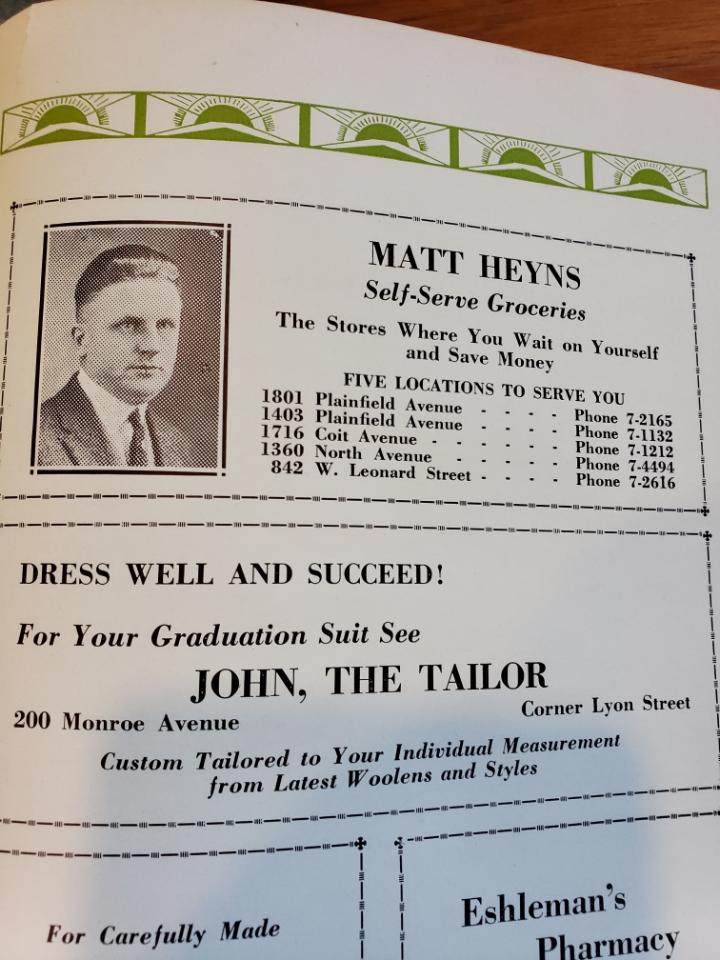 MATT HEYNS
Self-Serve Groceries
The Stores Where You Wait on Yourself
and Save Money
FIVE LOCATIONS TO SERVE YOU
1801 Plainfield Avenue - - - - Phone 7-2165
1403 Plainfield Avenue - - - - Phone 7-1132
1716 Coit Avenue - - - - - - Phone 7-1212
1360 North Avenue - - - - - Phone 7-4494
842 W. Leonard Street - - - - Phone 7-2616
DRESS WELL AND SUCCEED!
For Your Graduation Suit See
JOHN, THE TAILOR
200 Monroe Avenue Corner Lyon Street
Custom Tailored to Your Individual Measurement
from Latest Woolens and Styles
For Carefully Made
Eshleman's
Pharmacy